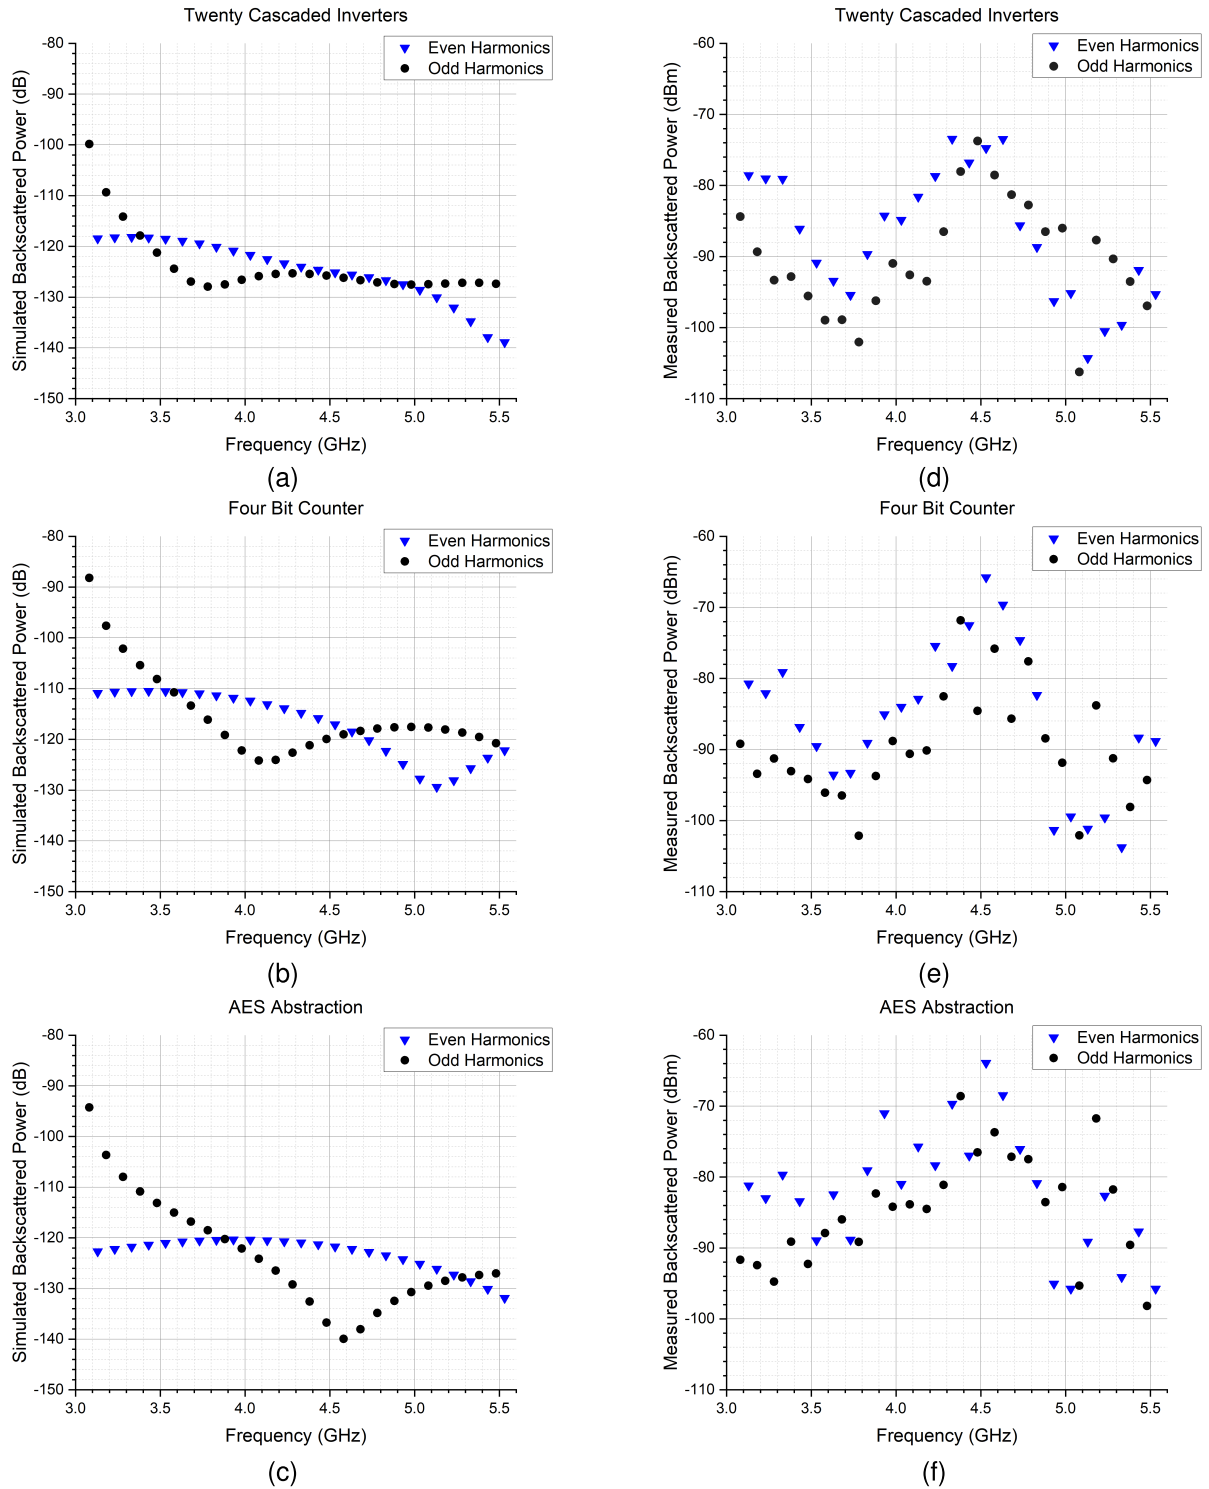 Twenty Cascaded Inverters
Even Harmonics
Odd Harmonics
Simulated Backscattered Power (dB)
-80
-90
-100
-110
-120
-130
-140
-150
3.0 3.5 4.0 4.5 5.0 5.5
Frequency (GHz)
(a)
Twenty Cascaded Inverters
Even Harmonics
Odd Harmonics
Measured Backscattered Power (dBm)
-60
-70
-80
-90
-100
-110
3.0 3.5 4.0 4.5 5.0 5.5
Frequency (GHz)
(d)
Four Bit Counter
Even Harmonics
Odd Harmonics
Simulated Backscattered Power (dB)
-80
-90
-100
-110
-120
-130
-140
-150
3.0 3.5 4.0 4.5 5.0 5.5
Frequency (GHz)
(b)
Four Bit Counter
Even Harmonics
Odd Harmonics
Measured Backscattered Power (dBm)
-60
-70
-80
-90
-100
-110
3.0 3.5 4.0 4.5 5.0 5.5
Frequency (GHz)
(e)
AES Abstraction
Even Harmonics
Odd Harmonics
Simulated Backscattered Power (dB)
-80
-90
-100
-110
-120
-130
-140
-150
3.0 3.5 4.0 4.5 5.0 5.5
Frequency (GHz)
(c)
AES Abstraction
Even Harmonics
Odd Harmonics
Measured Backscattered Power (dBm)
-60
-70
-80
-90
-100
-110
3.0 3.5 4.0 4.5 5.0 5.5
Frequency (GHz)
(f)